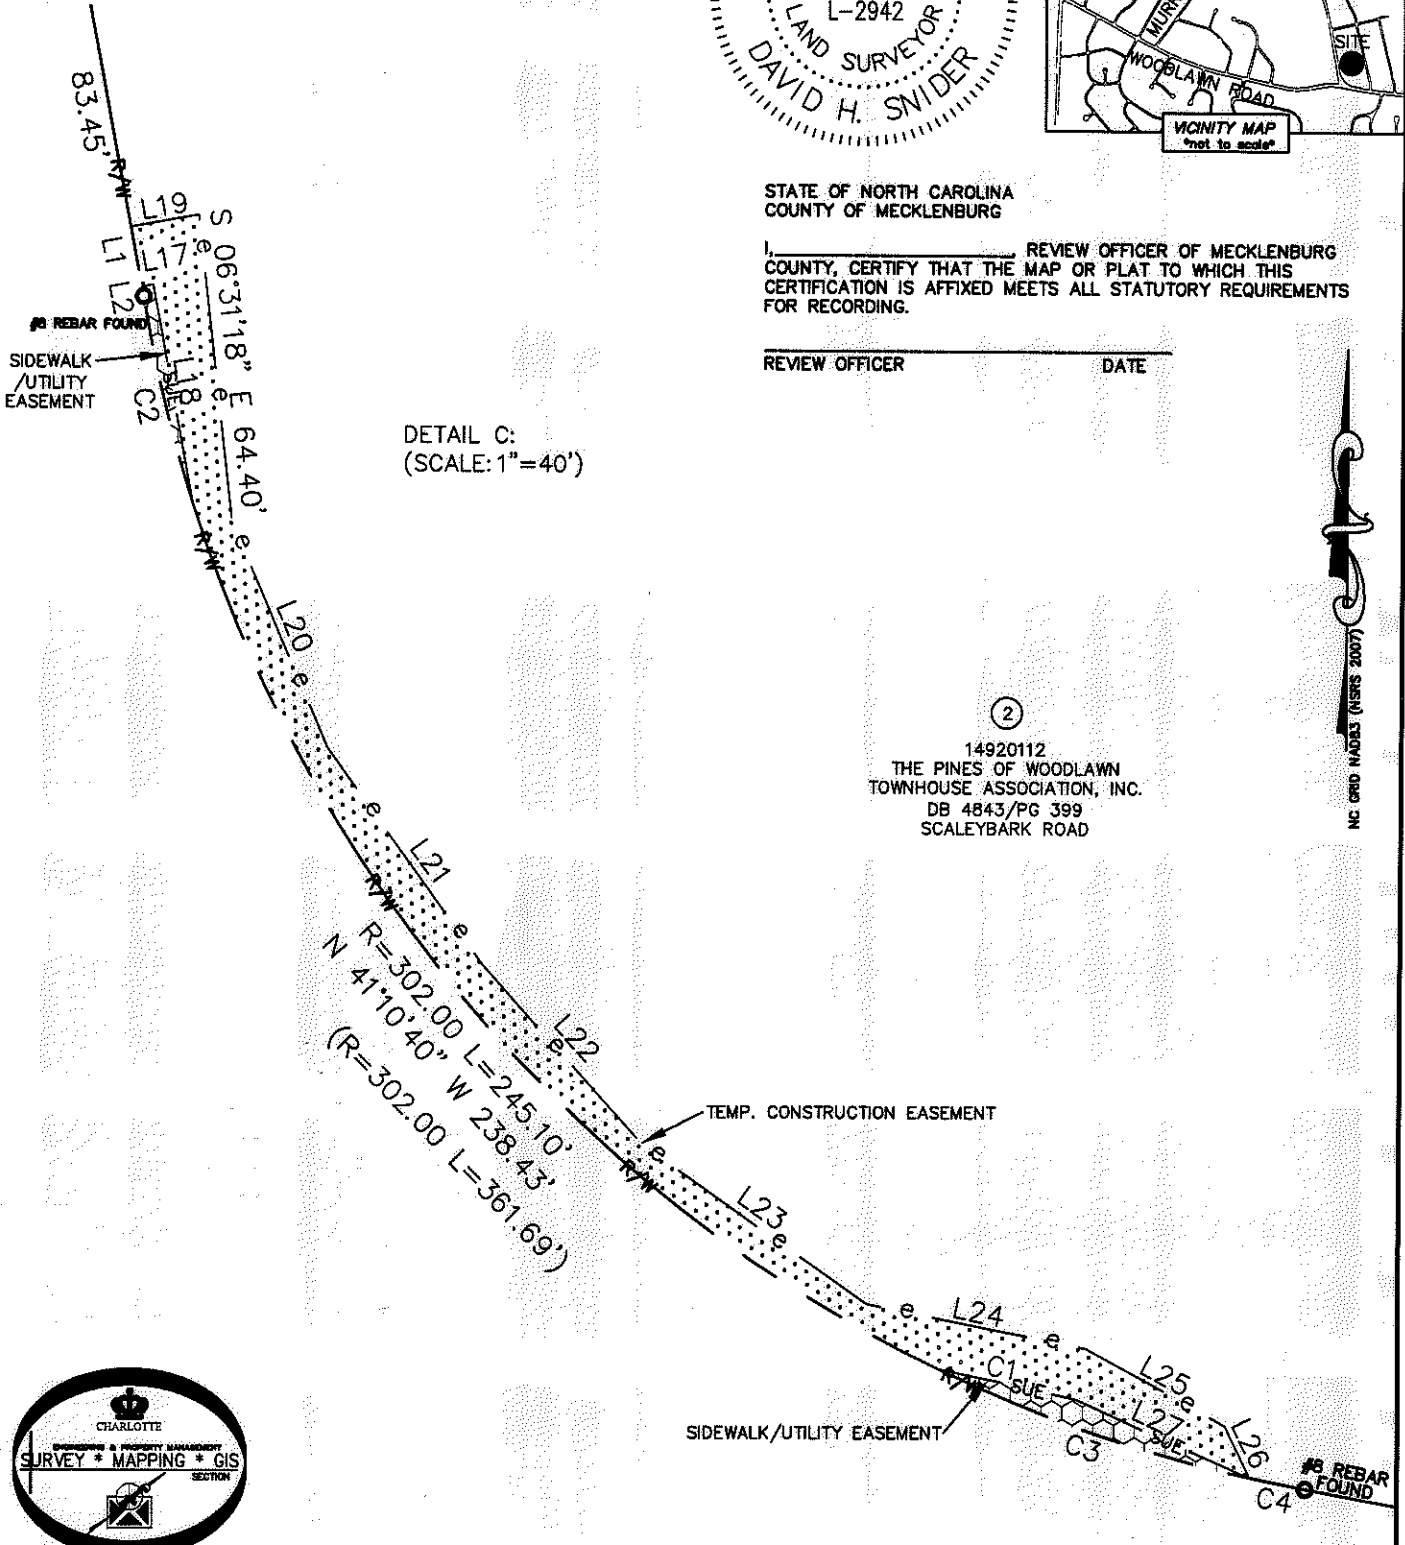 L-2942
LAND SURVEYOR
DAVID H. SNIDER
SITE
WOODLAWN ROAD
VICINITY MAP
*not to scale*
STATE OF NORTH CAROLINA
COUNTY OF MECKLENBURG
I,____________________, REVIEW OFFICER OF MECKLENBURG
COUNTY, CERTIFY THAT THE MAP OR PLAT TO WHICH THIS
CERTIFICATION IS AFFIXED MEETS ALL STATUTORY REQUIREMENTS
FOR RECORDING.
REVIEW OFFICER DATE
83.45'
R/W
L19
L1
L17
L2
S 06°31'18" E 64.40'
e
#8 REBAR FOUND
SIDEWALK
/UTILITY
EASEMENT
L18
SUE
C2
e
DETAIL C:
(SCALE: 1"=40')
e
R/W
L20
e
NC GRID NAD83 (NSRS 2007)
2
14920112
THE PINES OF WOODLAWN
TOWNHOUSE ASSOCIATION, INC.
DB 4843/PG 399
SCALEYBARK ROAD
e
L21
R/W
e
R=302.00 L=245.10'
N 41°10'40" W 238.43'
(R=302.00 L=361.69')
L22
e
TEMP. CONSTRUCTION EASEMENT
e
R/W
L23
e
e
L24
e
L25
C1
R/W
SUE
e
L27
SUE
L26
SIDEWALK/UTILITY EASEMENT
C3
#8 REBAR
FOUND
C4
CHARLOTTE
ENGINEERING & PROPERTY MANAGEMENT
SURVEY * MAPPING * GIS
SECTION